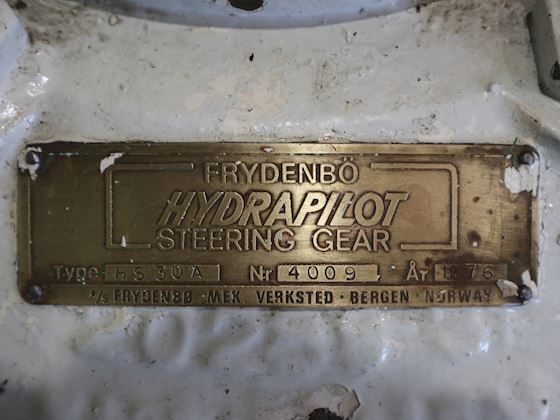 FRYDENBÖ
HYDRAPILOT
STEERING GEAR
Type HS 30A Nr 4009 År 1976
A/S FRYDENBØ · MEK. VERKSTED · BERGEN · NORWAY